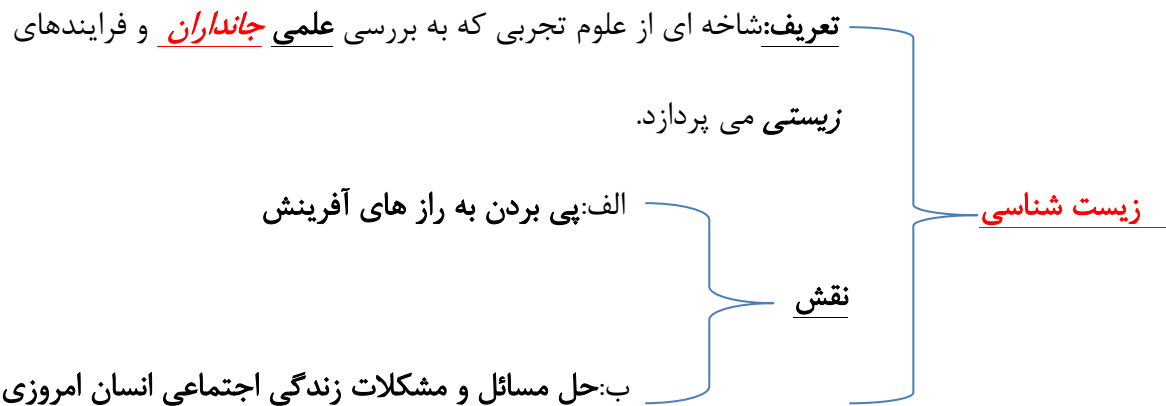 تعریف:شاخه ای از علوم تجربی که به بررسی علمی جانداران و فرایندهای
زیستی می پردازد.
زیست شناسی
الف:پی بردن به راز های آفرینش
نقش
ب:حل مسائل و مشکلات زندگی اجتماعی انسان امروزی